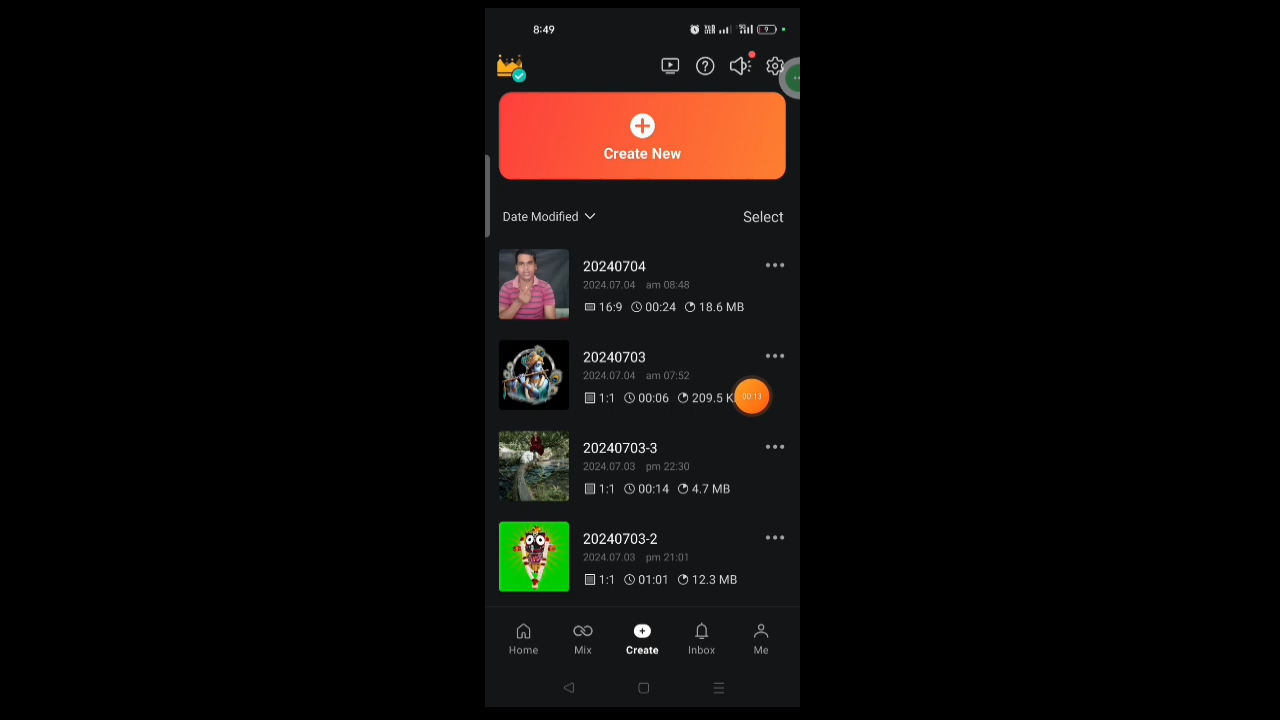 8:49
9
Create New
Date Modified
Select
20240704
2024.07.04 am 08:48
16:9 00:24 18.6 MB
20240703
2024.07.04 am 07:52
1:1 00:06 209.5 K
00:13
20240703-3
2024.07.03 pm 22:30
1:1 00:14 4.7 MB
20240703-2
2024.07.03 pm 21:01
1:1 01:01 12.3 MB
Home Mix Create Inbox Me